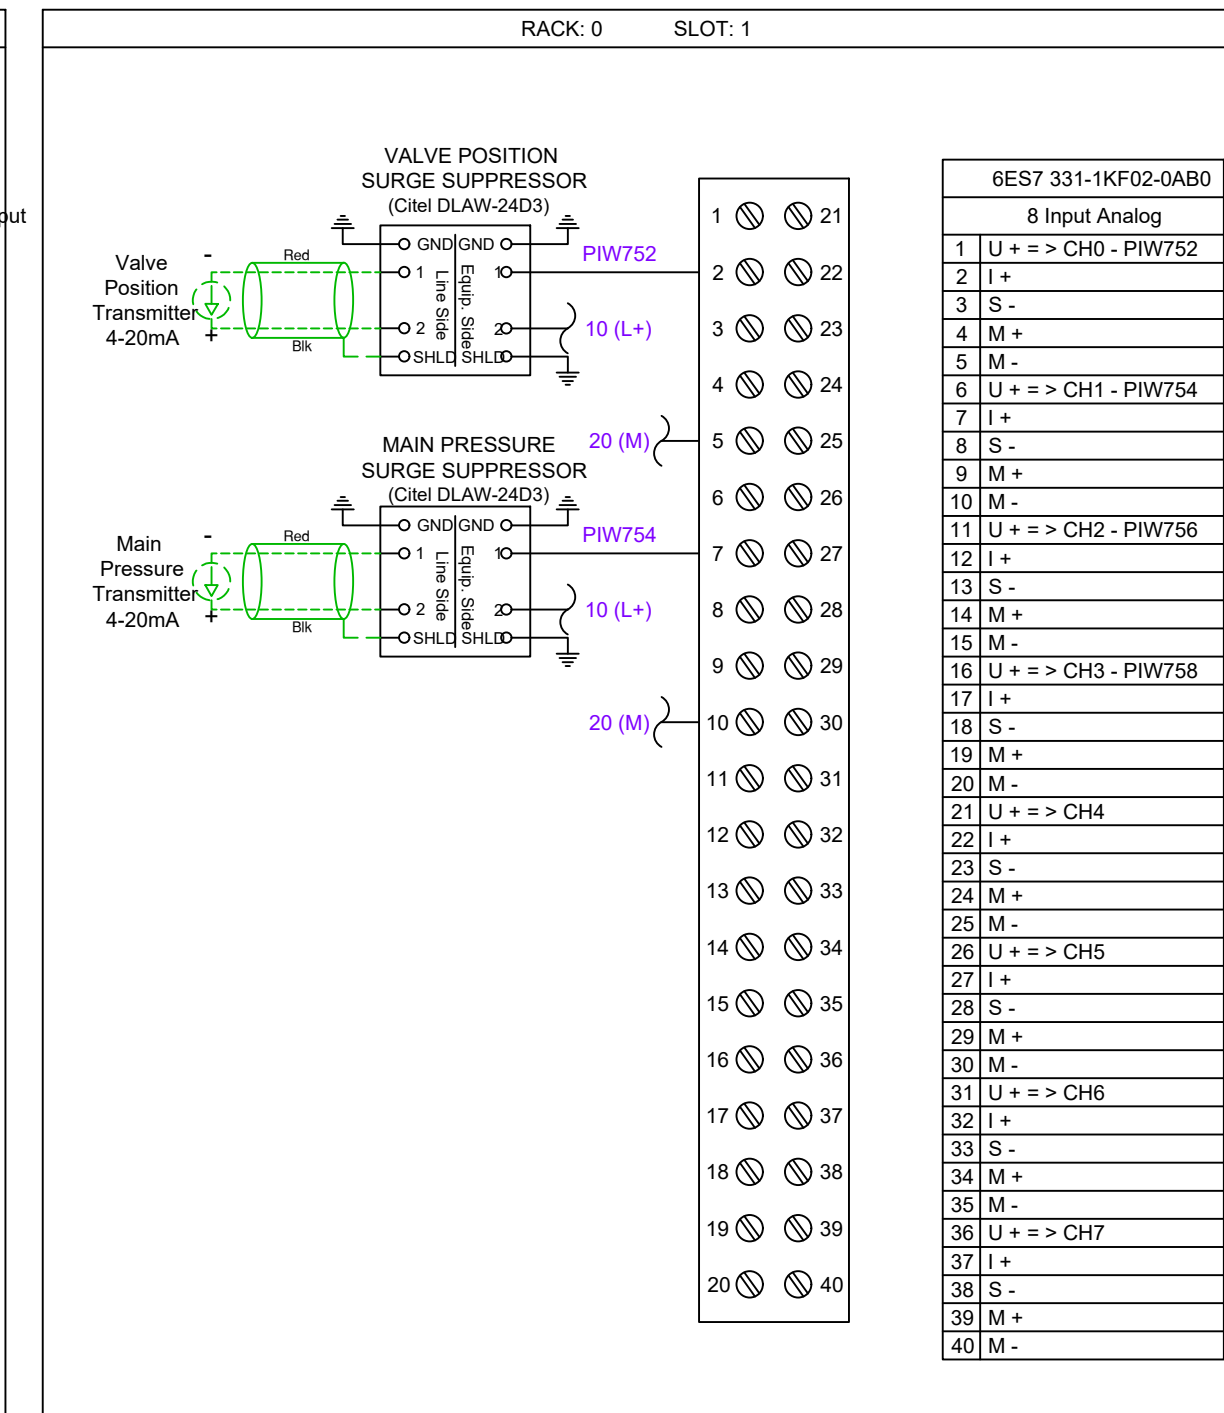 RACK: 0 SLOT: 1
put
VALVE POSITION
SURGE SUPPRESSOR
(Citel DLAW-24D3)
Valve
Position
Transmitter
4-20mA
-
+
Red
Blk
GND GND
1 1
2 2
SHLD SHLD
Line Side
Equip. Side
PIW752
10 (L+)
20 (M)
MAIN PRESSURE
SURGE SUPPRESSOR
(Citel DLAW-24D3)
Main
Pressure
Transmitter
4-20mA
-
+
Red
Blk
GND GND
1 1
2 2
SHLD SHLD
Line Side
Equip. Side
PIW754
10 (L+)
20 (M)
1 21
2 22
3 23
4 24
5 25
6 26
7 27
8 28
9 29
10 30
11 31
12 32
13 33
14 34
15 35
16 36
17 37
18 38
19 39
20 40
6ES7 331-1KF02-0AB0
8 Input Analog
1 U + = > CH0 - PIW752
2 I +
3 S -
4 M +
5 M -
6 U + = > CH1 - PIW754
7 I +
8 S -
9 M +
10 M -
11 U + = > CH2 - PIW756
12 I +
13 S -
14 M +
15 M -
16 U + = > CH3 - PIW758
17 I +
18 S -
19 M +
20 M -
21 U + = > CH4
22 I +
23 S -
24 M +
25 M -
26 U + = > CH5
27 I +
28 S -
29 M +
30 M -
31 U + = > CH6
32 I +
33 S -
34 M +
35 M -
36 U + = > CH7
37 I +
38 S -
39 M +
40 M -